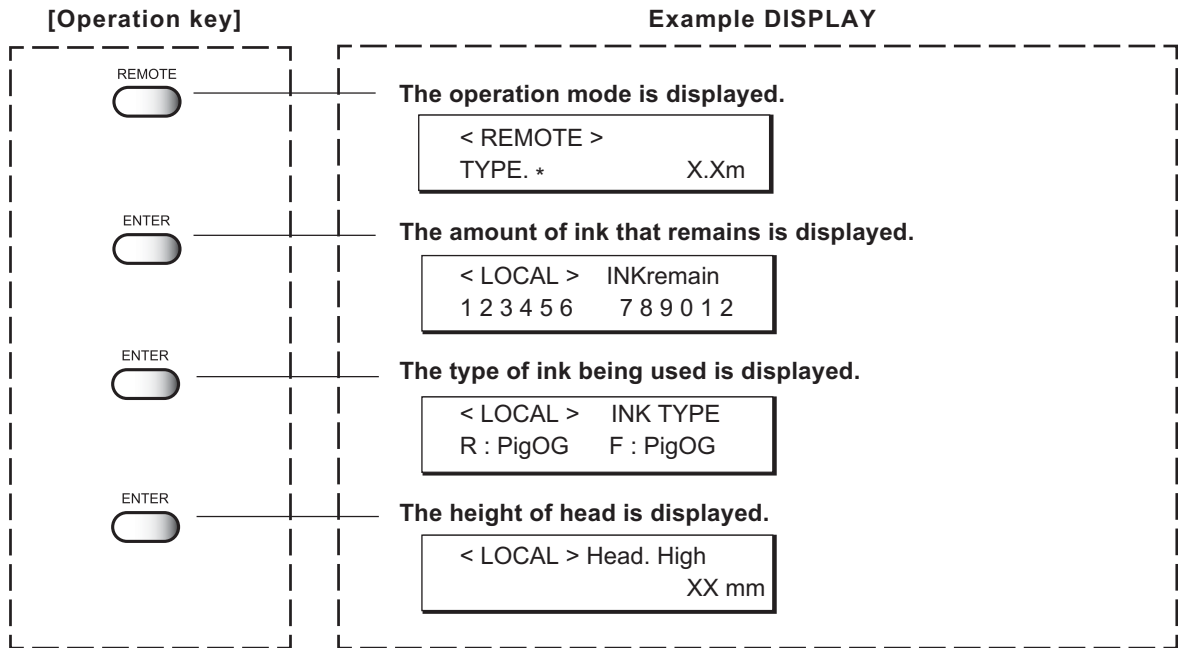 [Operation key] Example DISPLAY
REMOTE
The operation mode is displayed.
< REMOTE >
TYPE. * X.Xm
ENTER
The amount of ink that remains is displayed.
< LOCAL > INKremain
1 2 3 4 5 6 7 8 9 0 1 2
ENTER
The type of ink being used is displayed.
< LOCAL > INK TYPE
R : PigOG F : PigOG
ENTER
The height of head is displayed.
< LOCAL > Head. High
XX mm